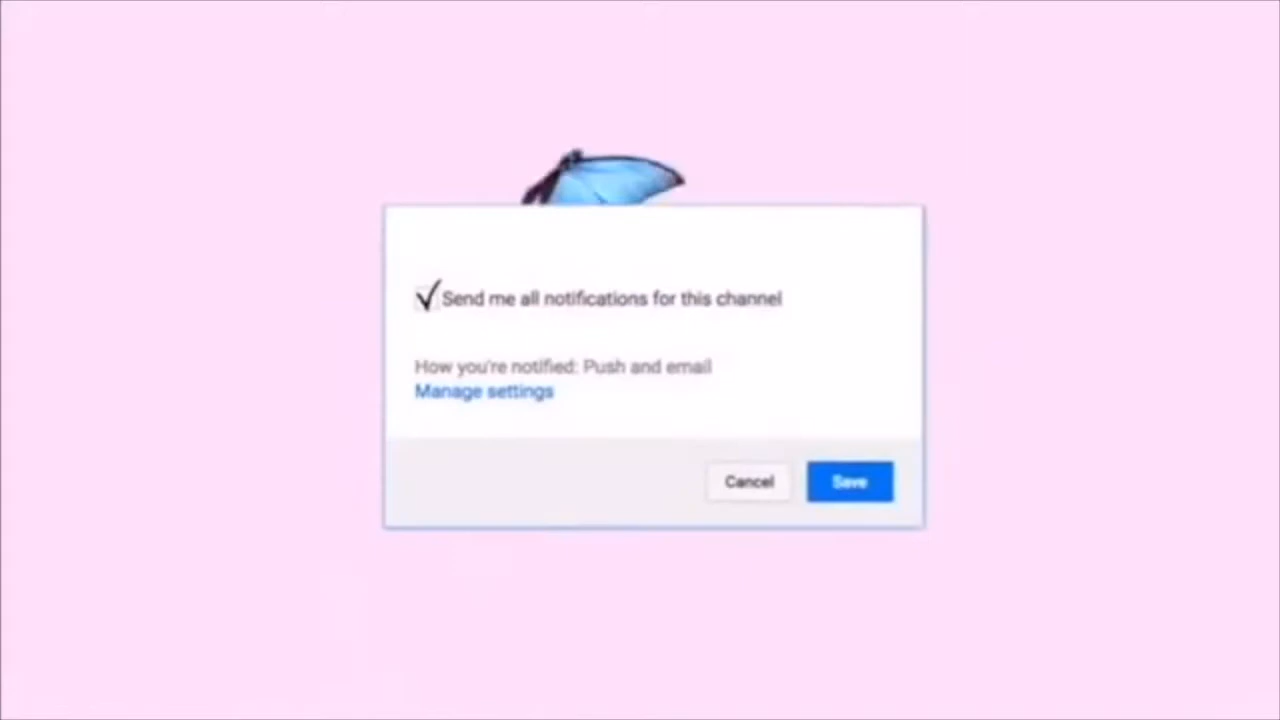 Send me all notifications for this channel
How you're notified: Push and email
Manage settings
Cancel
Save